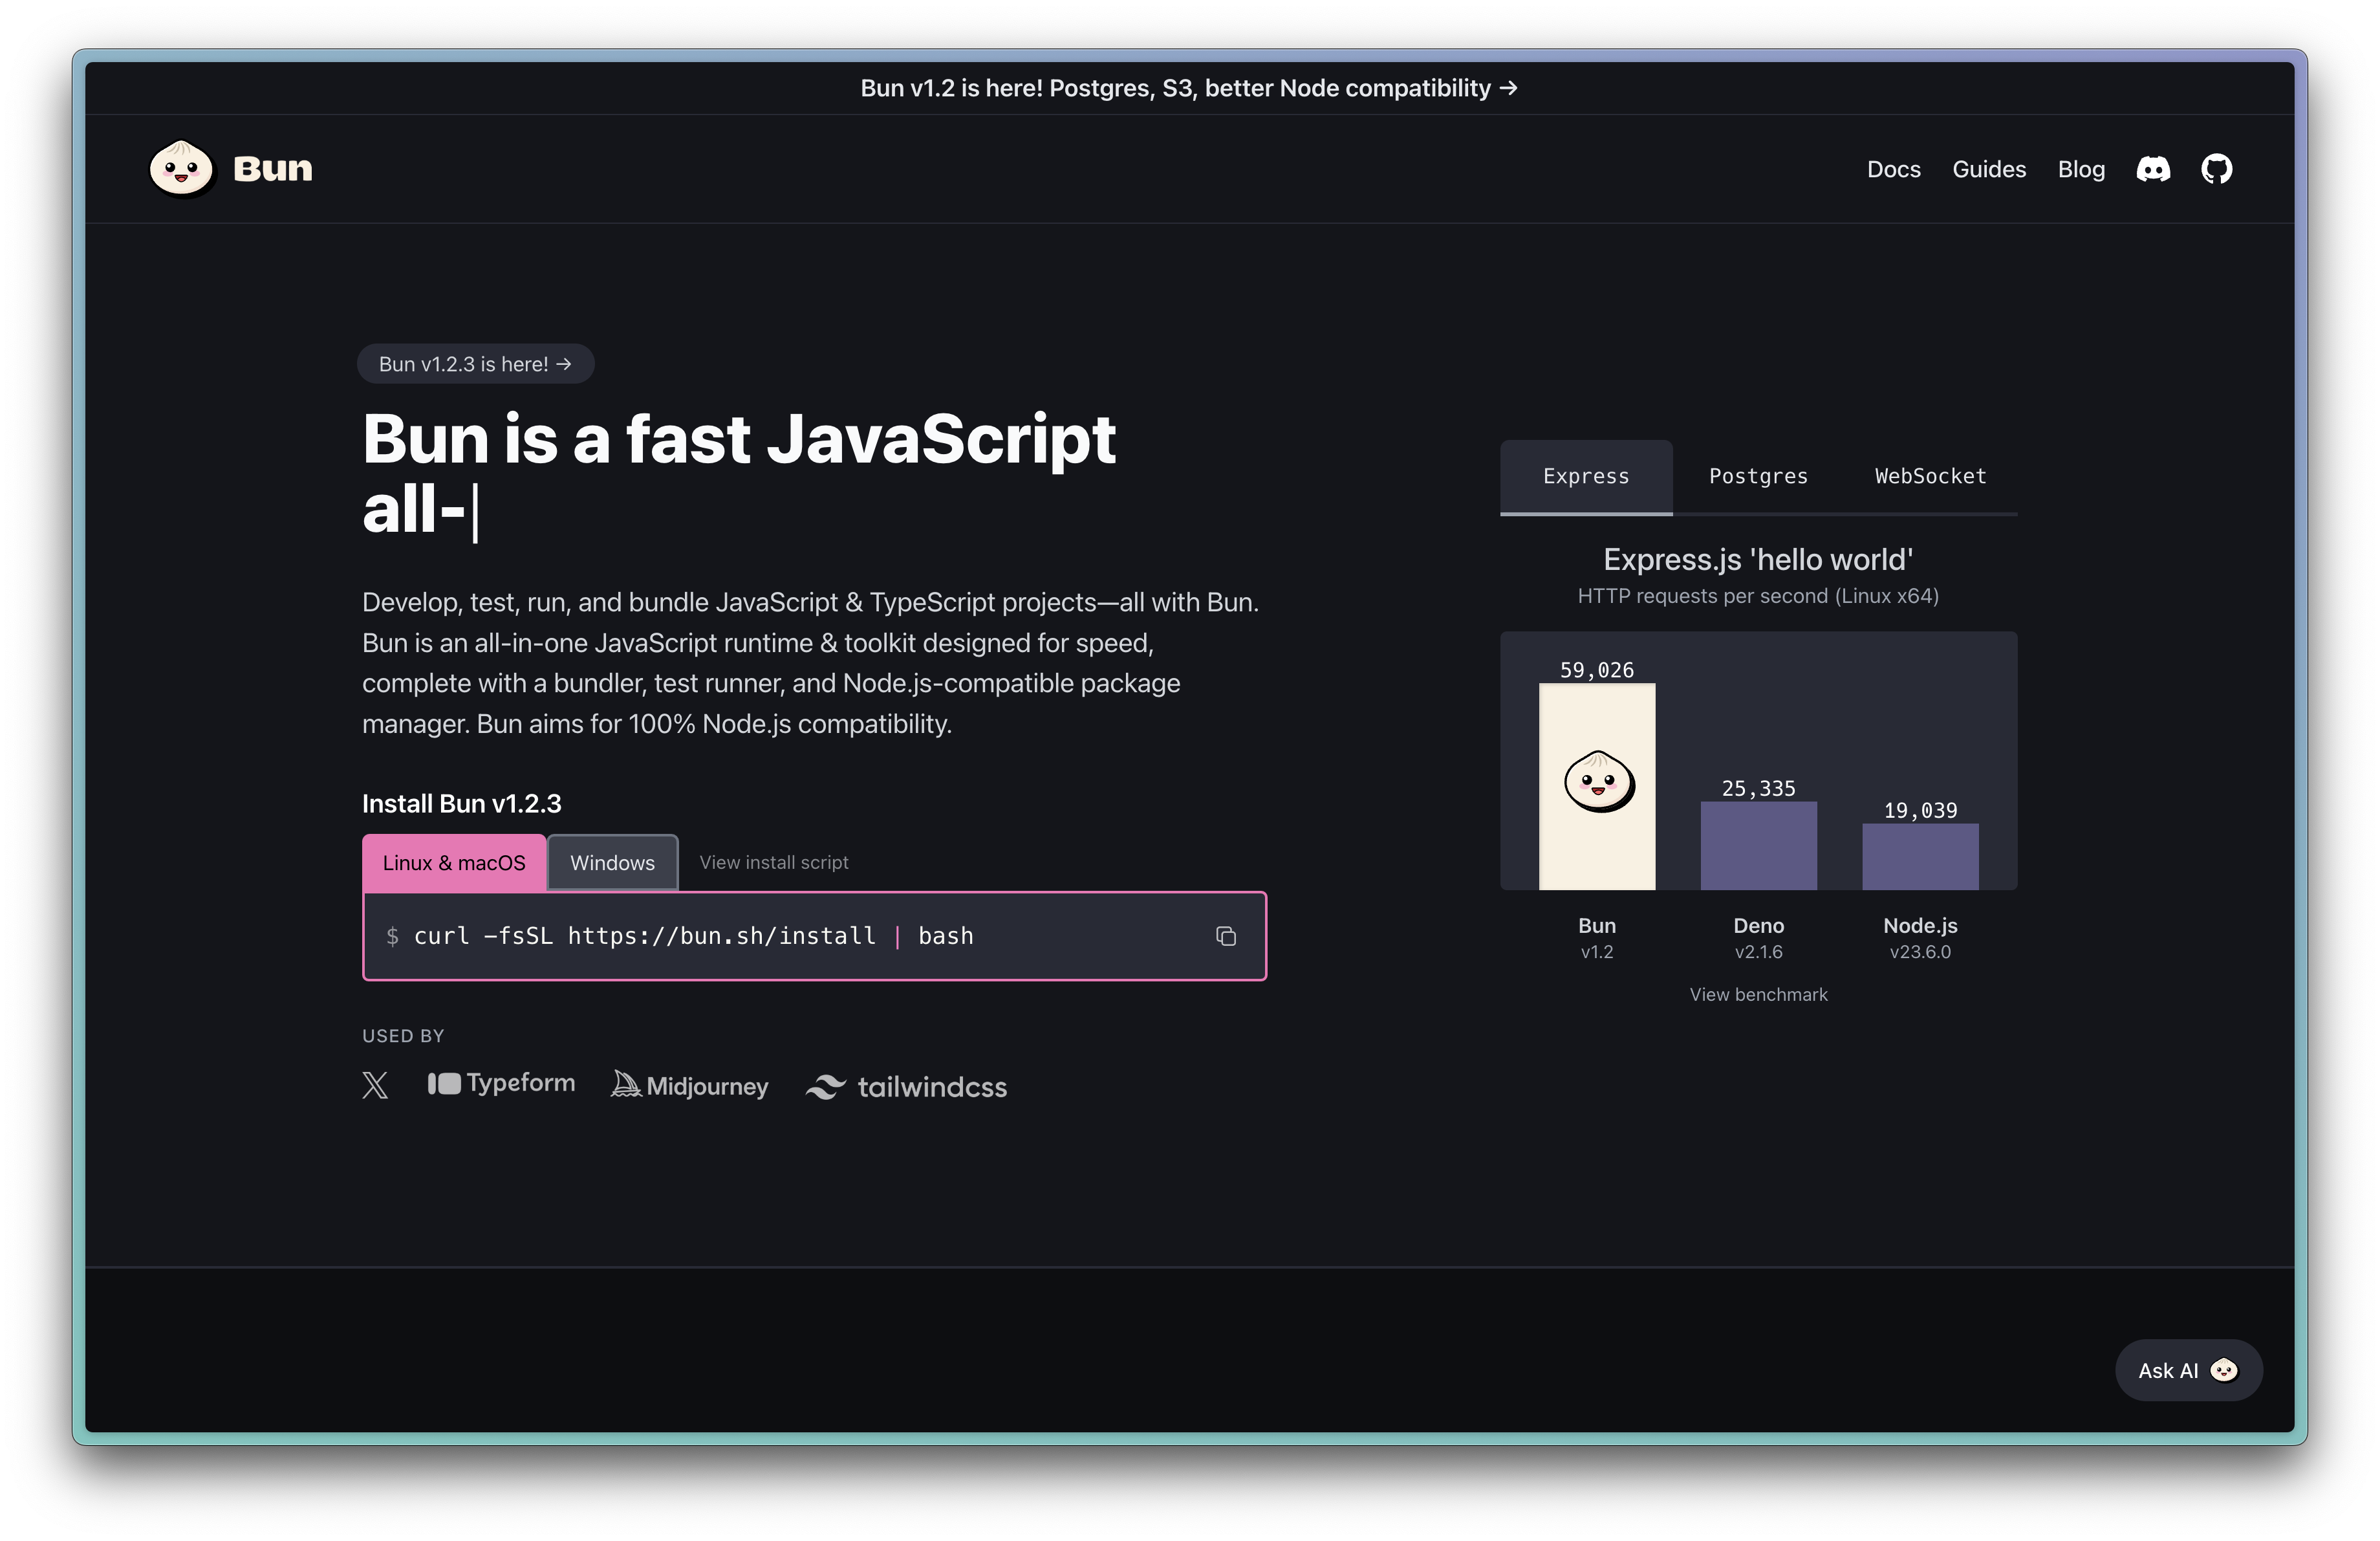 Bun v1.2 is here! Postgres, S3, better Node compatibility →
Bun
Docs Guides Blog
Bun v1.2.3 is here! →
Bun is a fast JavaScript
all-|
Develop, test, run, and bundle JavaScript & TypeScript projects—all with Bun.
Bun is an all-in-one JavaScript runtime & toolkit designed for speed,
complete with a bundler, test runner, and Node.js-compatible package
manager. Bun aims for 100% Node.js compatibility.
Install Bun v1.2.3
Linux & macOS Windows View install script
$ curl -fsSL https://bun.sh/install | bash
USED BY
X Typeform Midjourney tailwindcss
Express Postgres WebSocket
Express.js 'hello world'
HTTP requests per second (Linux x64)
59,026
25,335
19,039
Bun Deno Node.js
v1.2 v2.1.6 v23.6.0
View benchmark
Ask AI